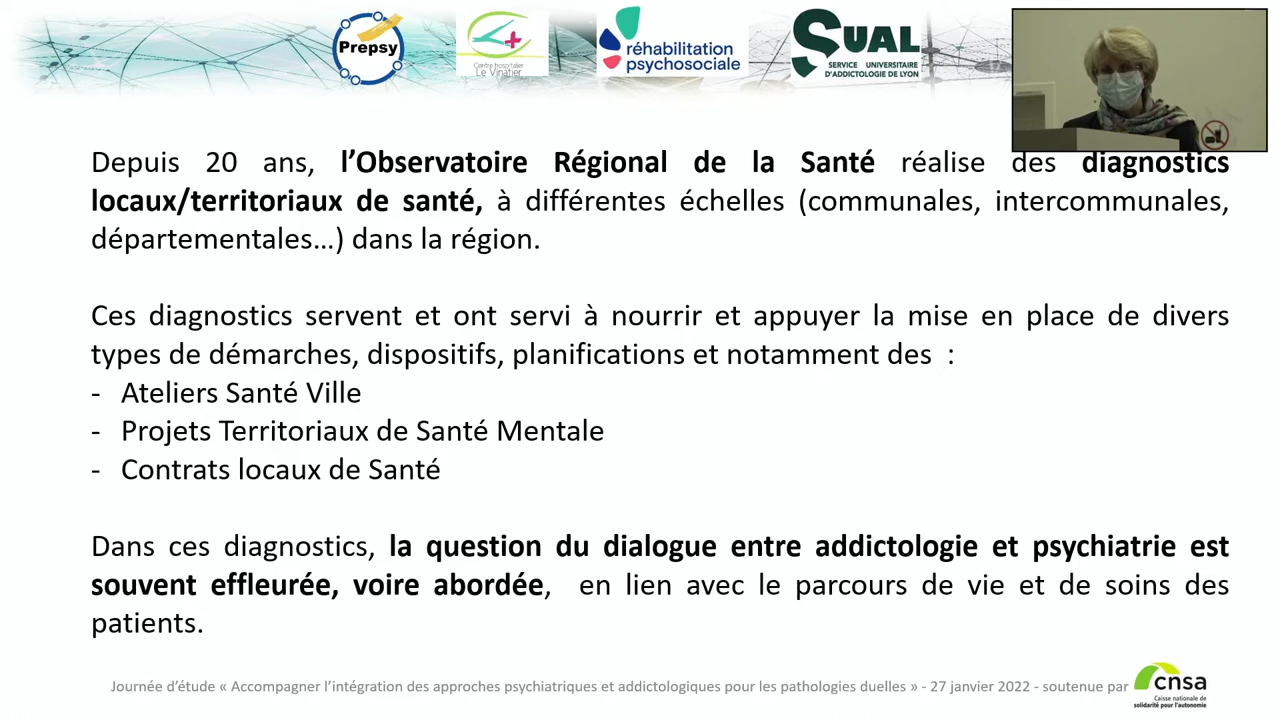 Prepsy
Centre hospitalier
Le Vinatier
réhabilitation
psychosociale
SUAL
SERVICE UNIVERSITAIRE
D'ADDICTOLOGIE DE LYON
Depuis 20 ans, l’Observatoire Régional de la Santé réalise des diagnostics
locaux/territoriaux de santé, à différentes échelles (communales, intercommunales,
départementales...) dans la région.
Ces diagnostics servent et ont servi à nourrir et appuyer la mise en place de divers
types de démarches, dispositifs, planifications et notamment des :
- Ateliers Santé Ville
- Projets Territoriaux de Santé Mentale
- Contrats locaux de Santé
Dans ces diagnostics, la question du dialogue entre addictologie et psychiatrie est
souvent effleurée, voire abordée, en lien avec le parcours de vie et de soins des
patients.
Journée d’étude « Accompagner l’intégration des approches psychiatriques et addictologiques pour les pathologies duelles » - 27 janvier 2022 - soutenue par
cnsa
Caisse nationale de
solidarité pour l'autonomie